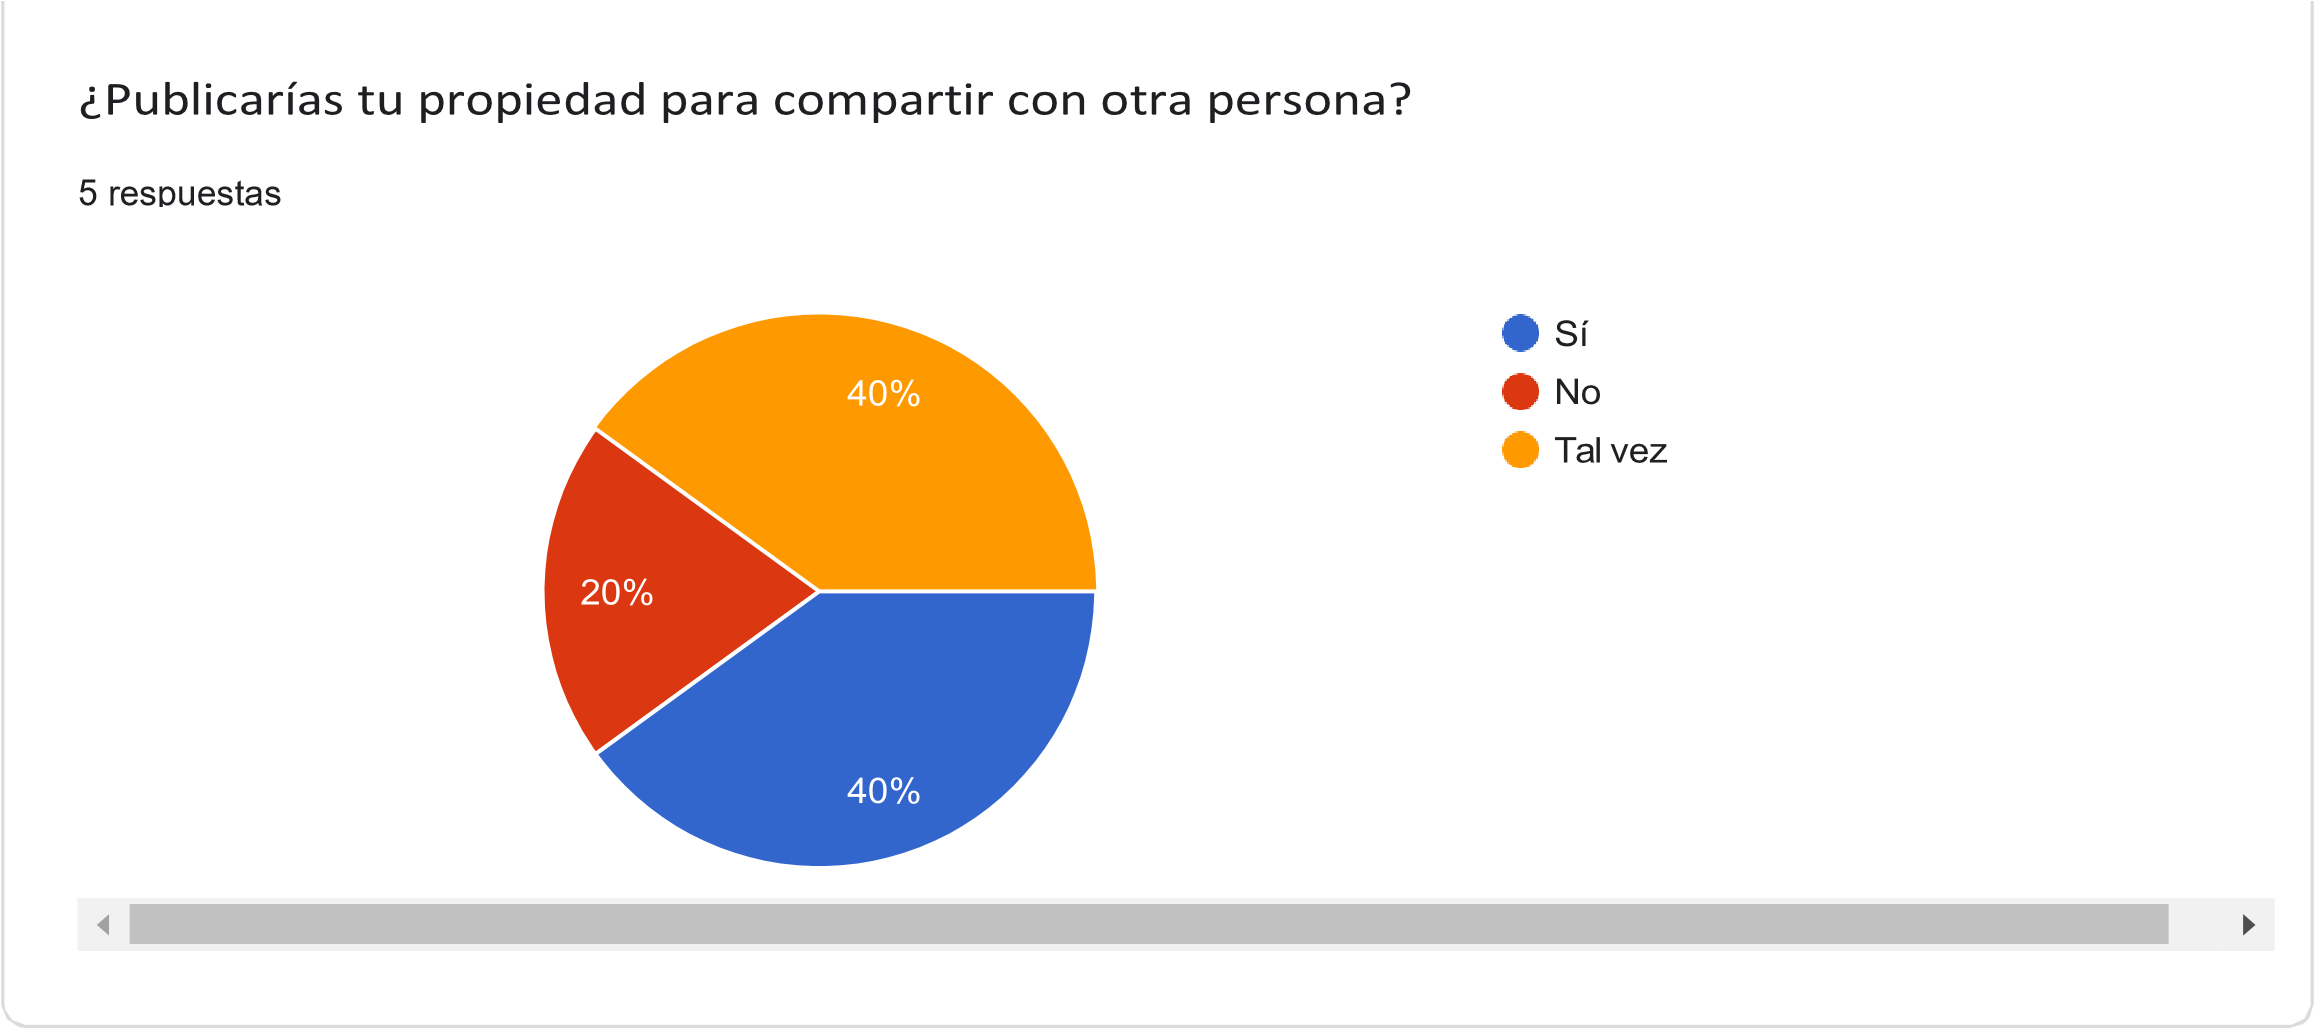 ¿Publicarías tu propiedad para compartir con otra persona?
5 respuestas
Sí
No
Tal vez
40%
20%
40%